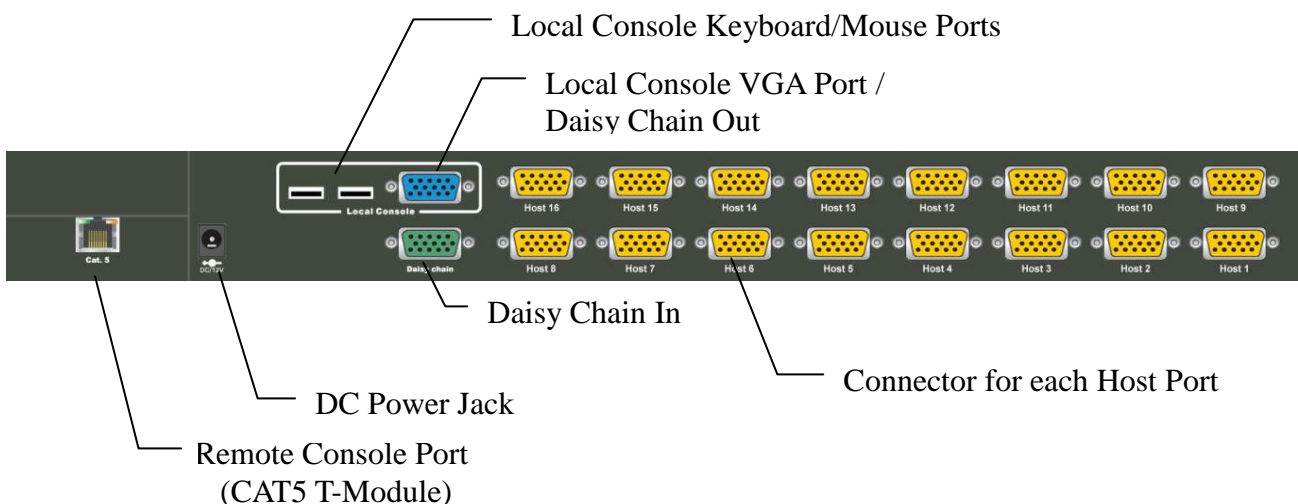 Local Console Keyboard/Mouse Ports
Local Console VGA Port /
Daisy Chain Out
Local Console
Host 16
Host 15
Host 14
Host 13
Host 12
Host 11
Host 10
Host 9
Cat. 5
DC/12V
Daisy chain
Host 8
Host 7
Host 6
Host 5
Host 4
Host 3
Host 2
Host 1
Daisy Chain In
Connector for each Host Port
DC Power Jack
Remote Console Port
(CAT5 T-Module)